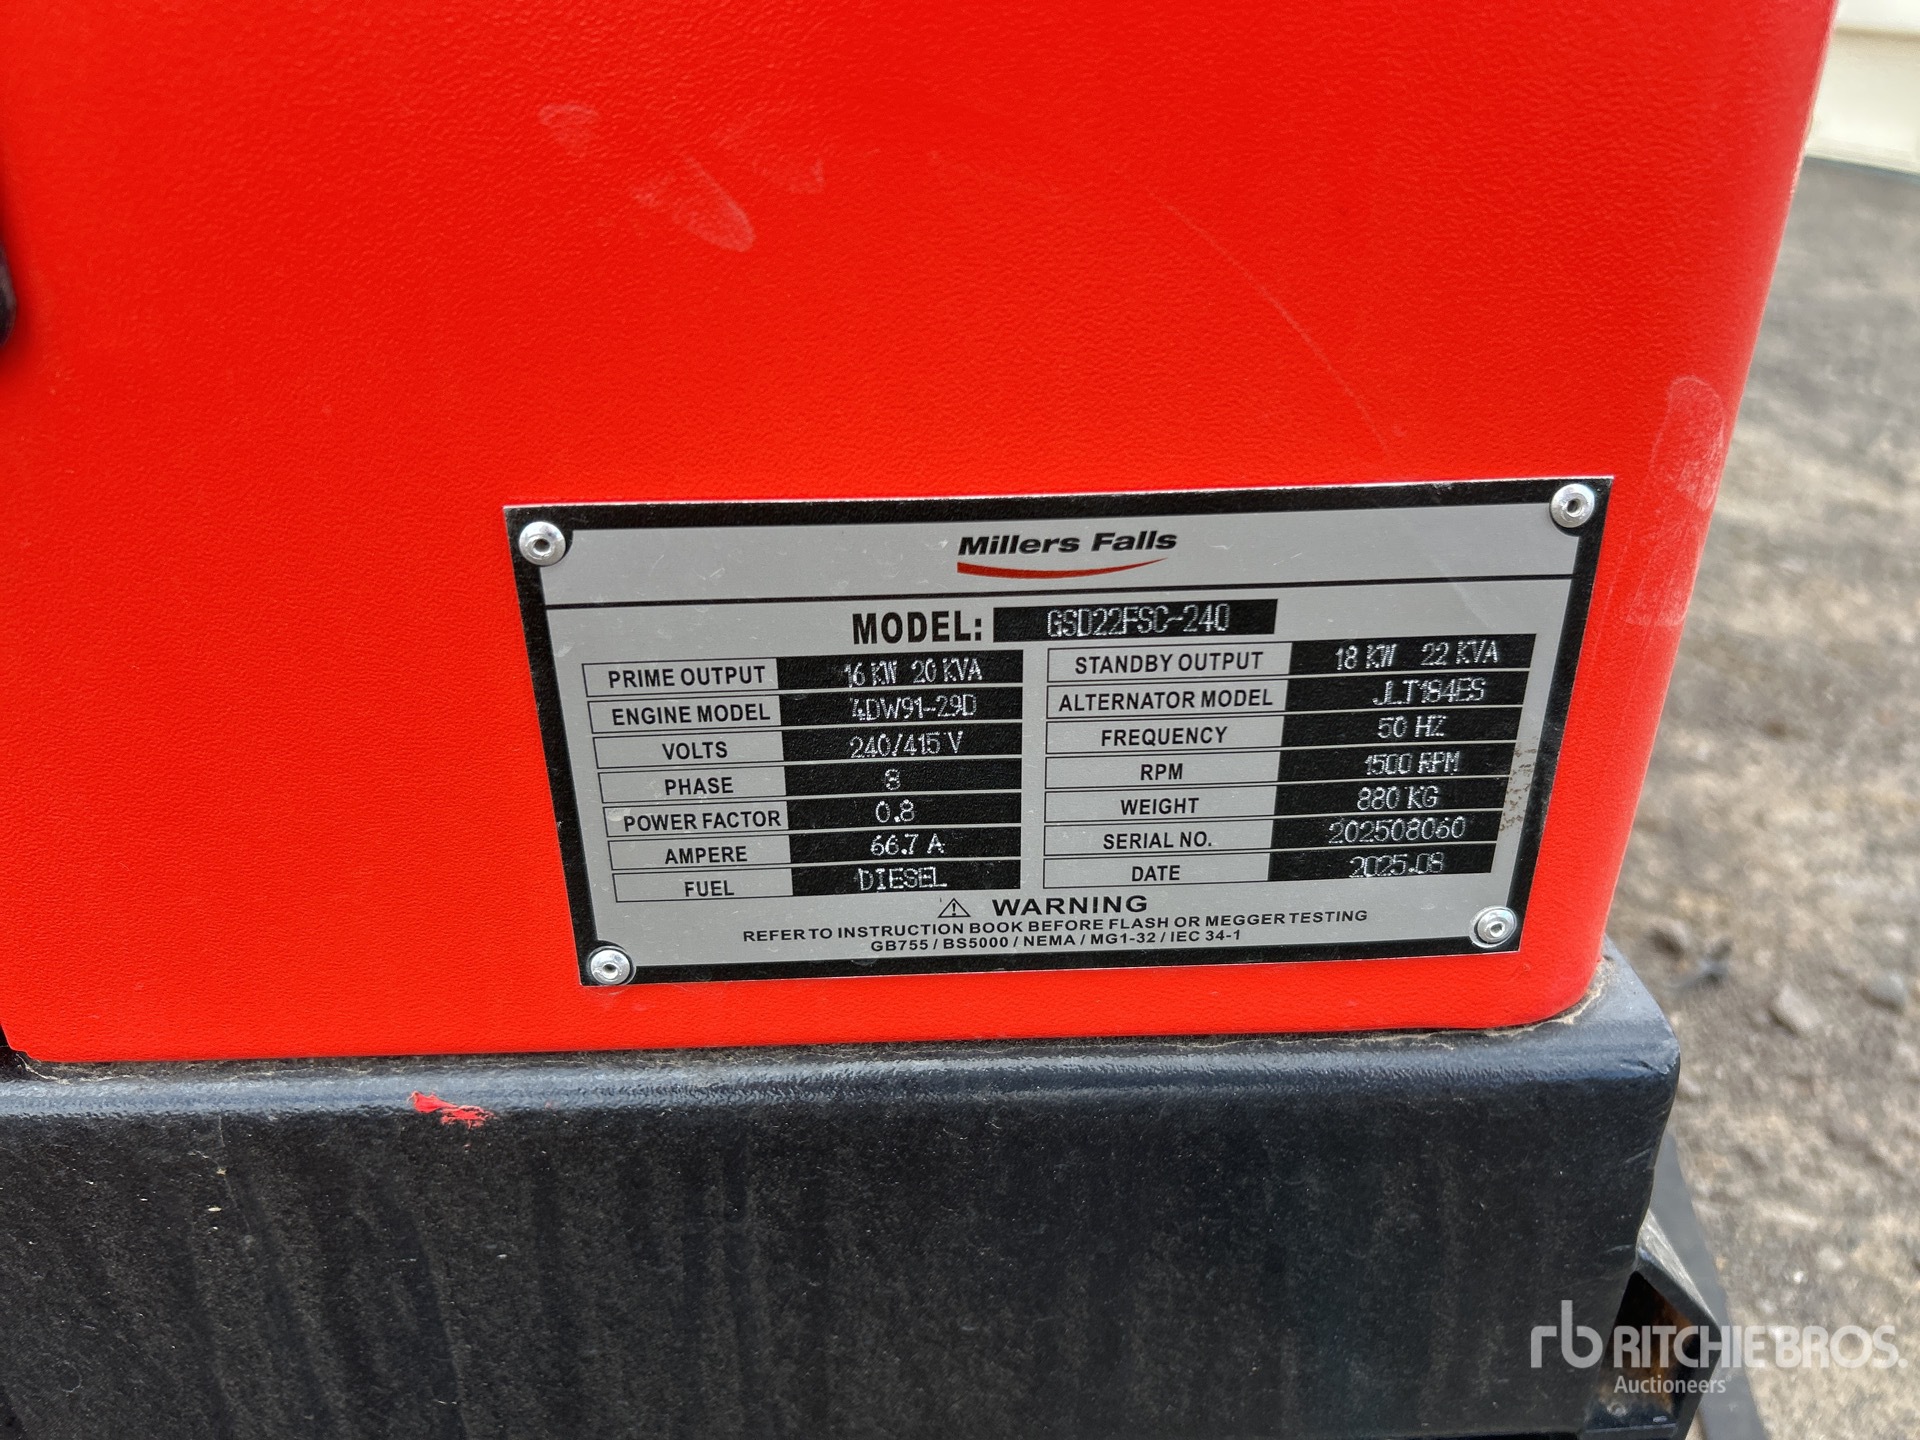 Millers Falls
MODEL: GSD22FSC-240
PRIME OUTPUT 16 KW 20 KVA
ENGINE MODEL 4DW91-29D
VOLTS 240/415 V
PHASE
POWER FACTOR 0.8
AMPERE 66.7 A
FUEL DIESEL
STANDBY OUTPUT 18 KW 22 KVA
ALTERNATOR MODEL JLT184ES
FREQUENCY 50 HZ
RPM 1500 RPM
WEIGHT 880 KG
SERIAL NO. 202508060
DATE 2025.08
WARNING
REFER TO INSTRUCTION BOOK BEFORE FLASH OR MEGGER TESTING
GB755 / BS5000 / NEMA / MG1-32 / IEC 34-1
rb RITCHIE BROS.
Auctioneers